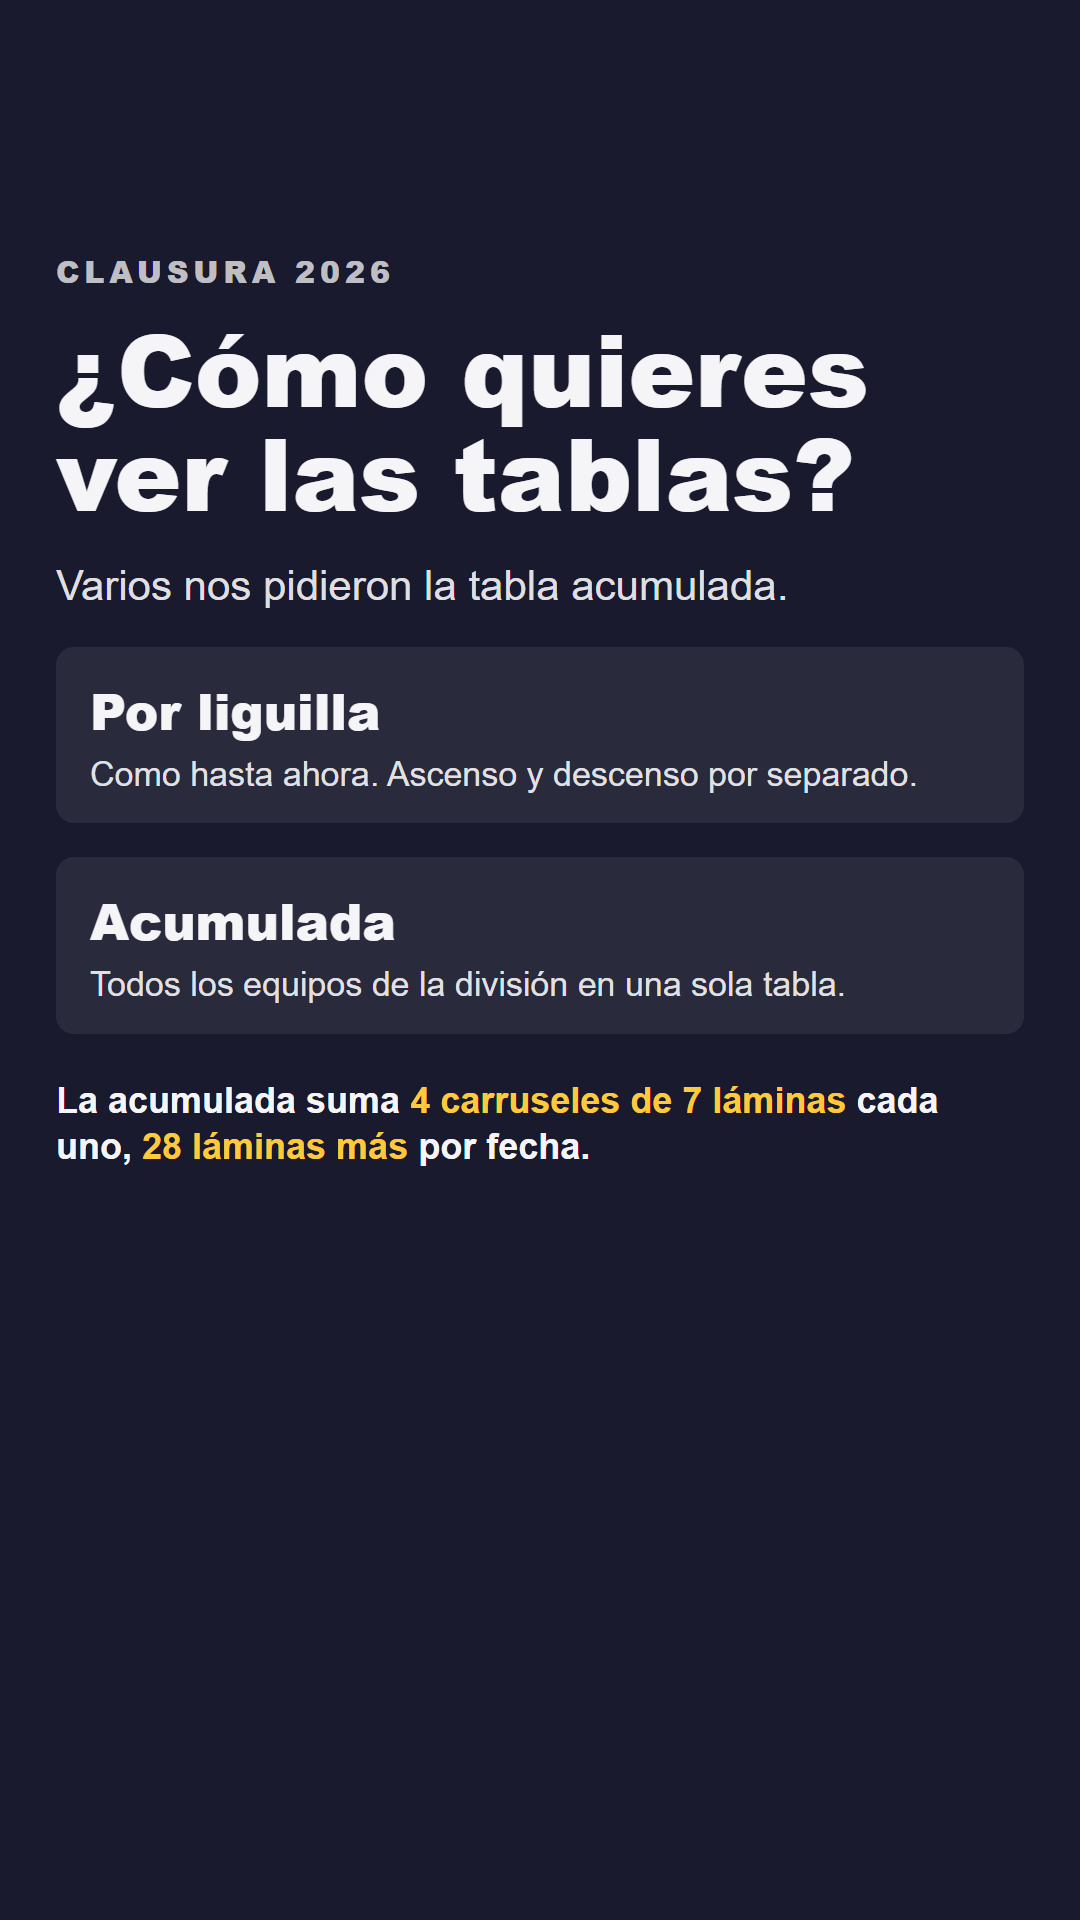 CLAUSURA 2026
¿Cómo quieres
ver las tablas?
Varios nos pidieron la tabla acumulada.
Por liguilla
Como hasta ahora. Ascenso y descenso por separado.
Acumulada
Todos los equipos de la división en una sola tabla.
La acumulada suma 4 carruseles de 7 láminas cada
uno, 28 láminas más por fecha.